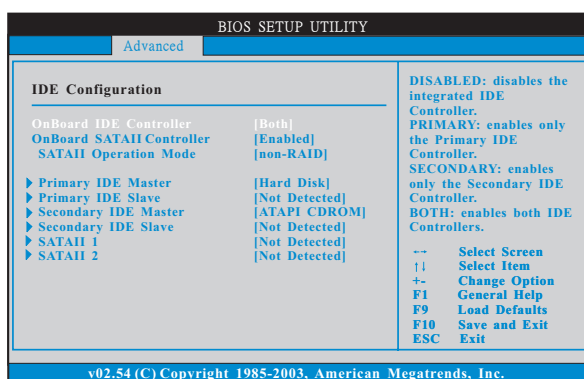 BIOS SETUP UTILITY
Advanced
IDE Configuration
OnBoard IDE Controller [Both]
OnBoard SATAII Controller [Enabled]
SATAII Operation Mode [non-RAID]
Primary IDE Master [Hard Disk]
Primary IDE Slave [Not Detected]
Secondary IDE Master [ATAPI CDROM]
Secondary IDE Slave [Not Detected]
SATAII 1 [Not Detected]
SATAII 2 [Not Detected]
DISABLED: disables the
integrated IDE
Controller.
PRIMARY: enables only
the Primary IDE
Controller.
SECONDARY: enables
only the Secondary IDE
Controller.
BOTH: enables both IDE
Controllers.
↔ Select Screen
↑↓ Select Item
+- Change Option
F1 General Help
F9 Load Defaults
F10 Save and Exit
ESC Exit
v02.54 (C) Copyright 1985-2003, American Megatrends, Inc.